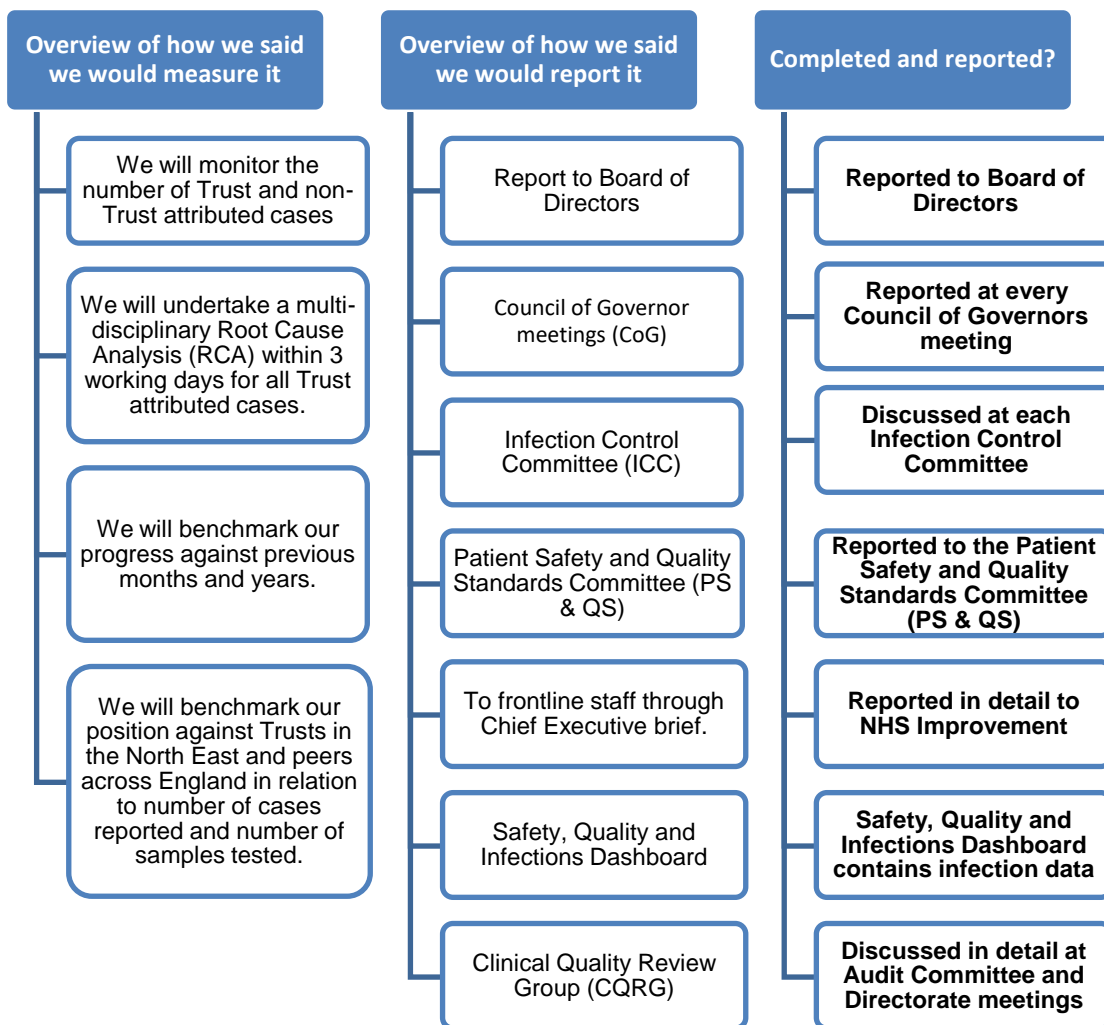 Overview of how we said
we would measure it
We will monitor the
number of Trust and non-
Trust attributed cases
We will undertake a multi-
disciplinary Root Cause
Analysis (RCA) within 3
working days for all Trust
attributed cases.
We will benchmark our
progress against previous
months and years.
We will benchmark our
position against Trusts in
the North East and peers
across England in relation
to number of cases
reported and number of
samples tested.
Overview of how we said
we would report it
Report to Board of
Directors
Council of Governor
meetings (CoG)
Infection Control
Committee (ICC)
Patient Safety and Quality
Standards Committee (PS
& QS)
To frontline staff through
Chief Executive brief.
Safety, Quality and
Infections Dashboard
Clinical Quality Review
Group (CQRG)
Completed and reported?
Reported to Board of
Directors
Reported at every
Council of Governors
meeting
Discussed at each
Infection Control
Committee
Reported to the Patient
Safety and Quality
Standards Committee
(PS & QS)
Reported in detail to
NHS Improvement
Safety, Quality and
Infections Dashboard
contains infection data
Discussed in detail at
Audit Committee and
Directorate meetings